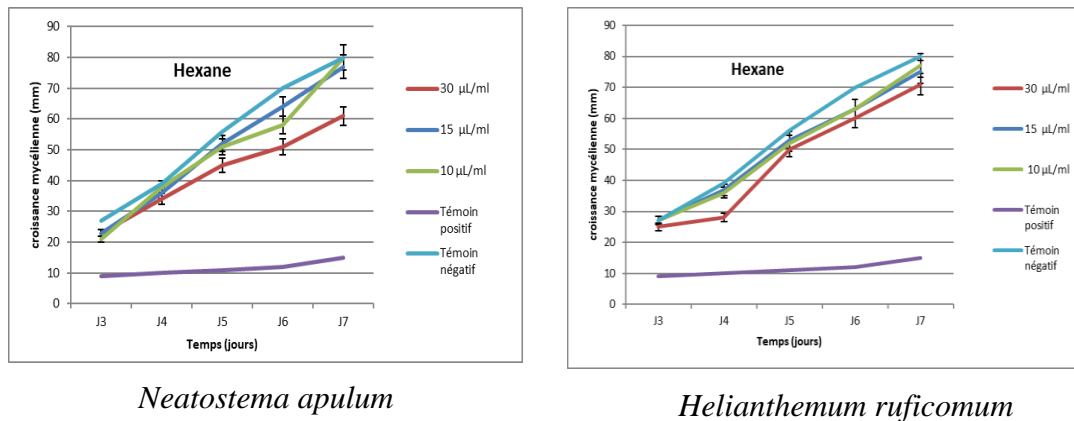 90
80
70
60
50
40
30
20
10
0
croissance mycélienne (mm)
Hexane
J3 J4 J5 J6 J7
Temps (jours)
30 µL/ml
15 µL/ml
10 µL/ml
Témoin
positif
Témoin
négatif
Neatostema apulum
90
80
70
60
50
40
30
20
10
0
croissance mycélienne (mm)
Hexane
J3 J4 J5 J6 J7
Temps (jours)
30 µL/ml
15 µL/ml
10 µL/ml
Témoin
positif
Témoin
négatif
Helianthemum ruficomum